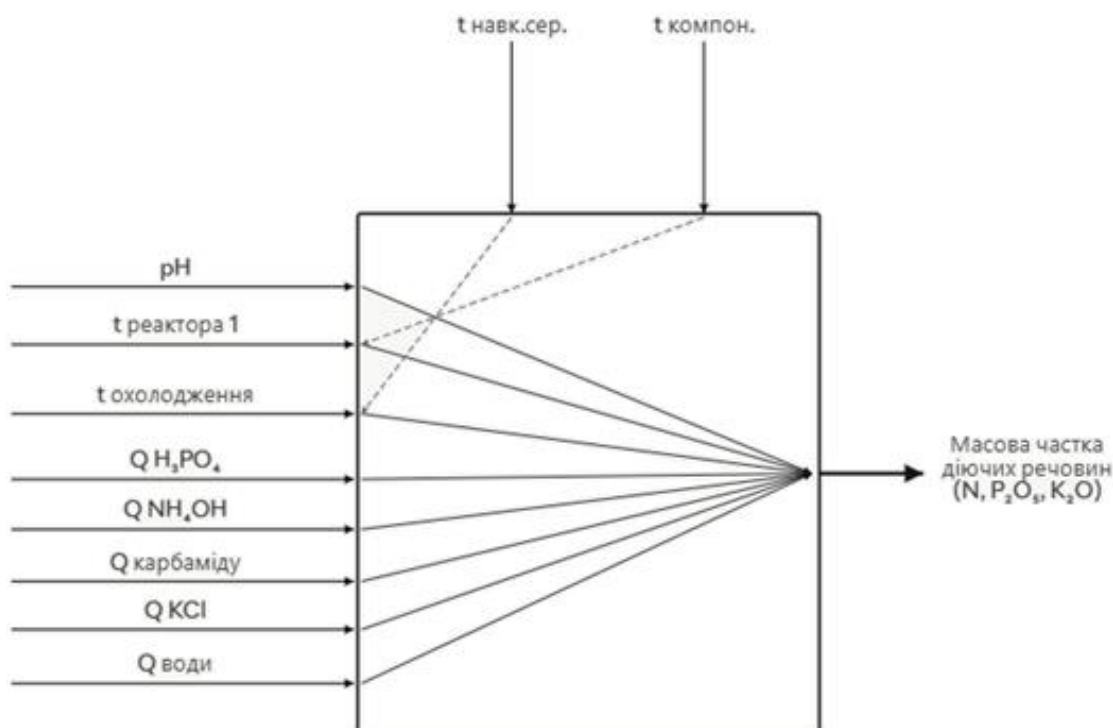 t навк.сер.
t компон.
pH
t реактора 1
t охолодження
Q H₃PO₄
Q NH₄OH
Q карбаміду
Q KCl
Q води
Масова частка
діючих речовин
(N, P₂O₅, K₂O)